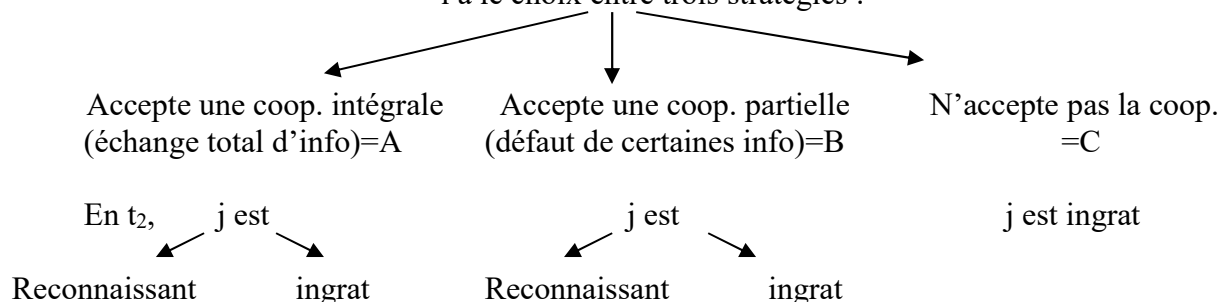 a le choix entre trois stratégies :
Accepte une coop. intégrale Accepte une coop. partielle N’accepte pas la coop.
(échange total d’info)=A (défaut de certaines info)=B =C
En t₂, j est j est j est ingrat
Reconnaissant ingrat Reconnaissant ingrat